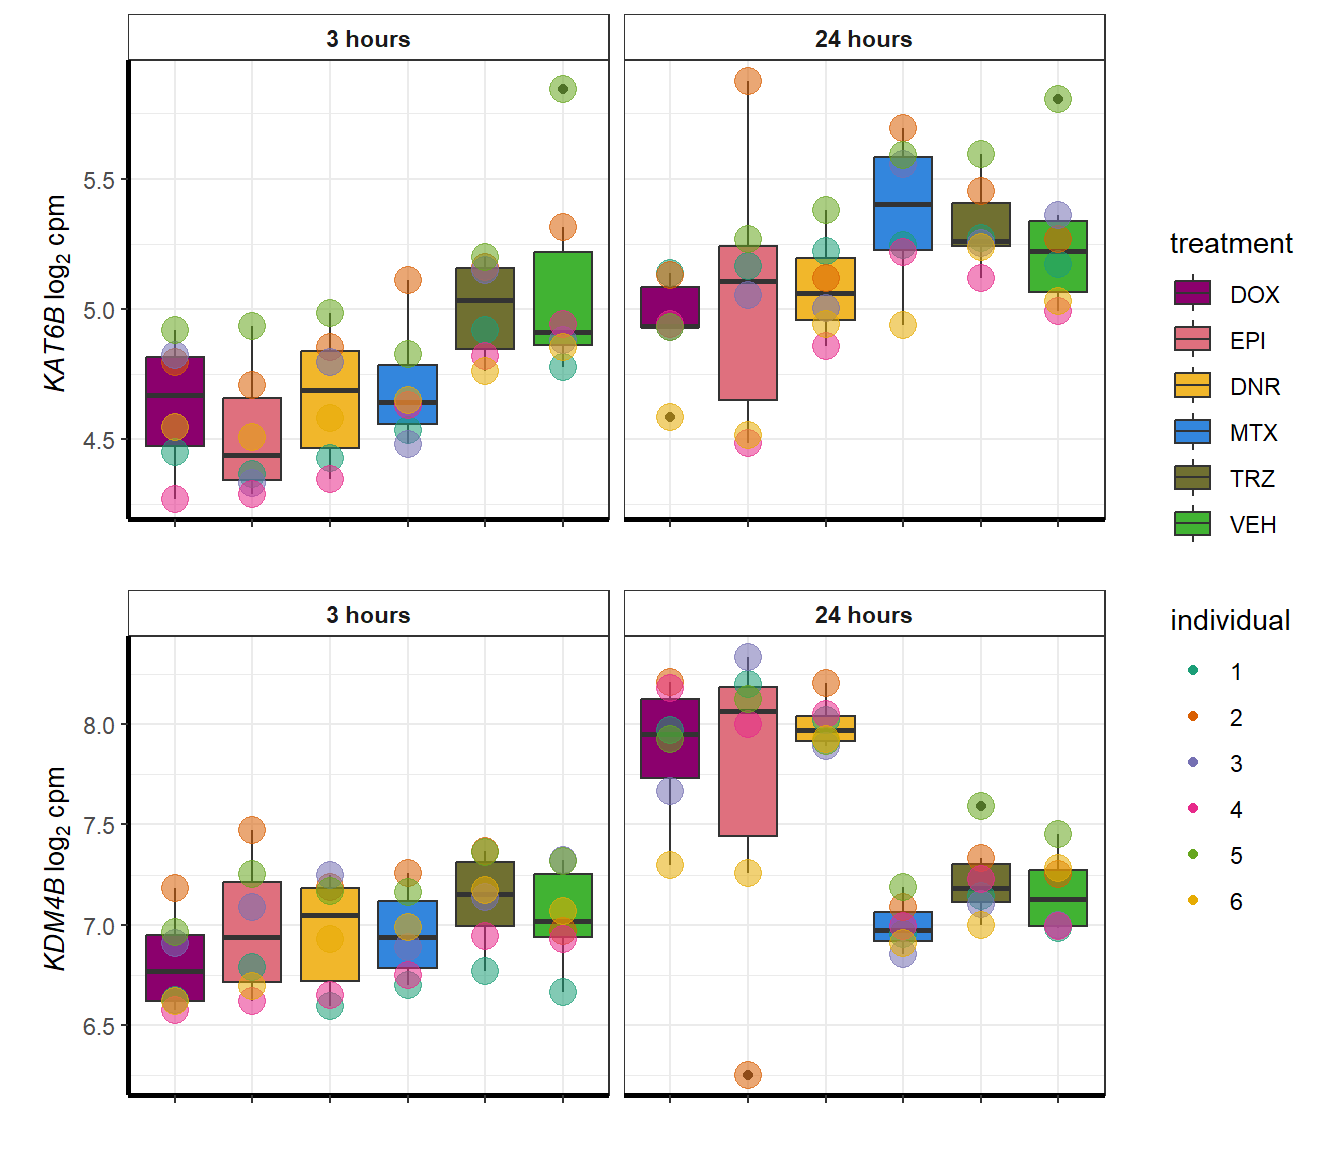 3 hours
24 hours
KAT6B log2 cpm
5.5
5.0
4.5
3 hours
24 hours
KDM4B log2 cpm
8.0
7.5
7.0
6.5
treatment
DOX
EPI
DNR
MTX
TRZ
VEH
individual
1
2
3
4
5
6